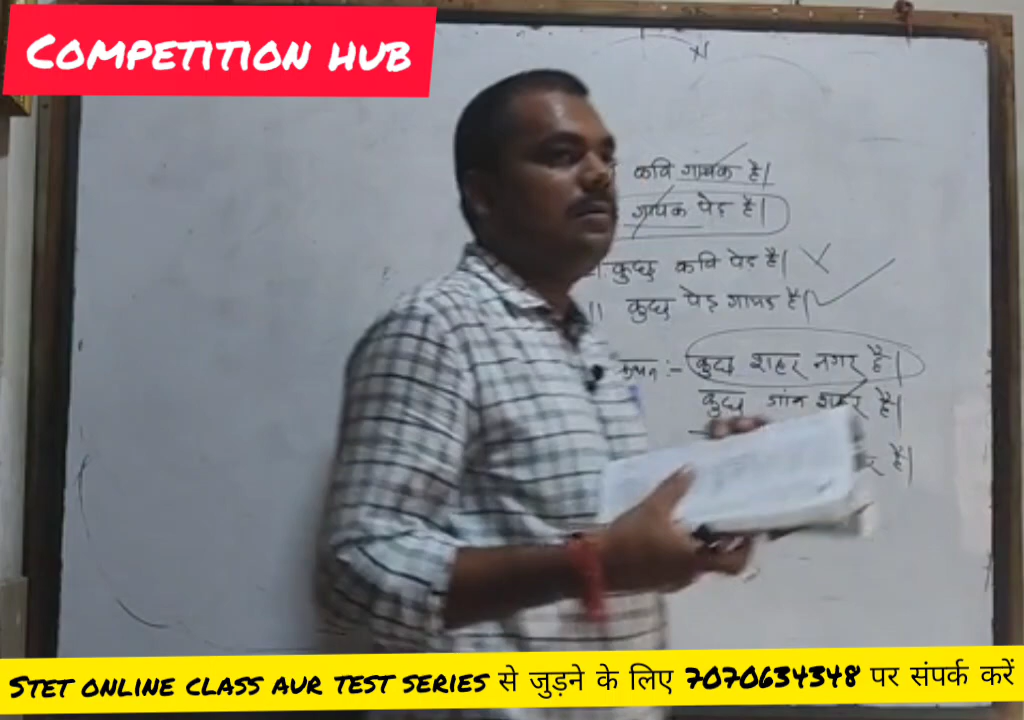 COMPETITION HUB
कवि गायक है।
गायक पेड़ है।
कुछ कवि पेड़ है।
॥ कुछ पेड़ गायक है।
कथन :- कुछ शहर नगर है।
कुछ गांव शहर है।
है।
STET ONLINE CLASS AUR TEST SERIES से जुड़ने के लिए 7070634348 पर संपर्क करें